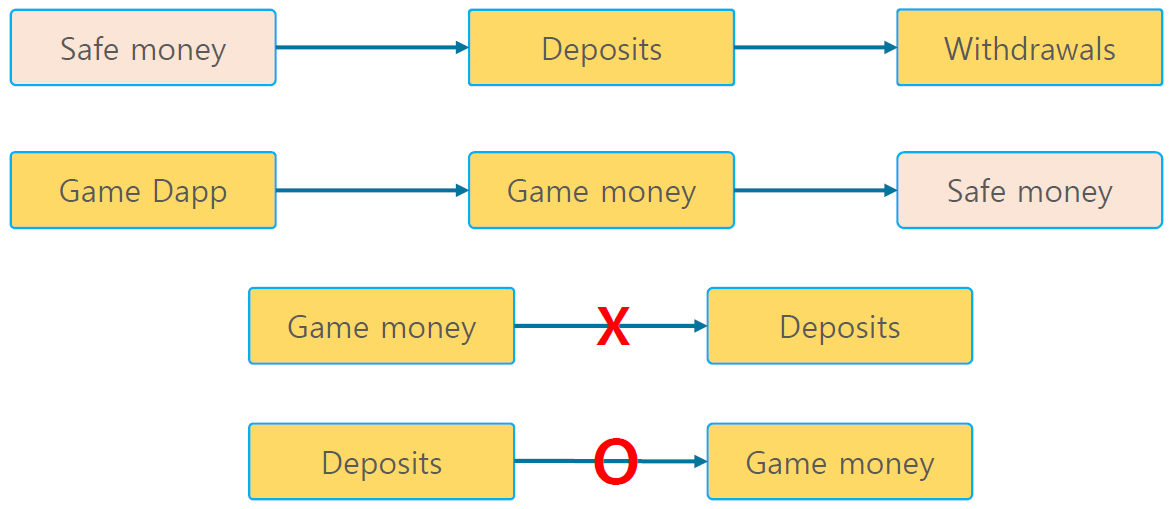 Safe money
Deposits
Withdrawals
Game Dapp
Game money
Safe money
Game money
X
Deposits
Deposits
O
Game money